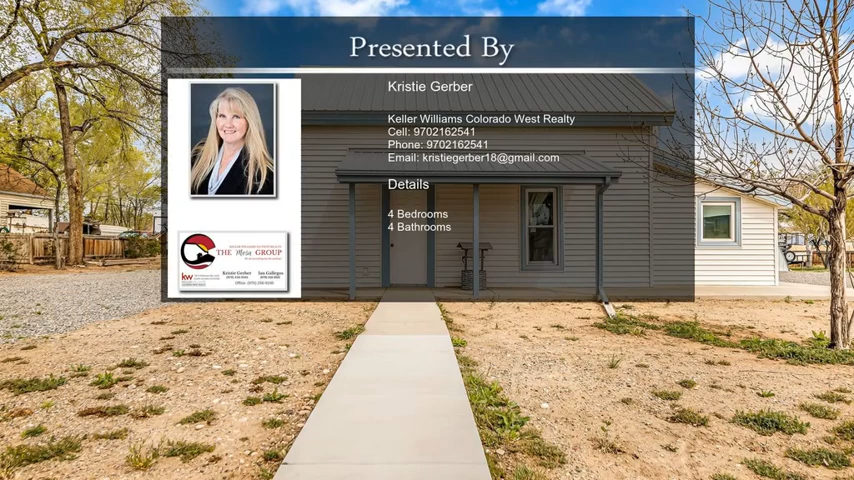 Presented By
Kristie Gerber
Keller Williams Colorado West Realty
Cell: 9702162541
Phone: 9702162541
Email: kristiegerber18@gmail.com
Details
4 Bedrooms
4 Bathrooms
THE Mesa GROUP
kw
Kristie Gerber
Ian Gallegos